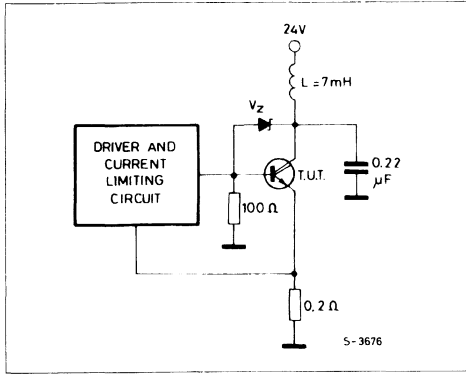 24V
L = 7mH
Vz
DRIVER AND
CURRENT
LIMITING
CIRCUIT
T.U.T.
0.22
µF
100 Ω
0.2 Ω
S-3676